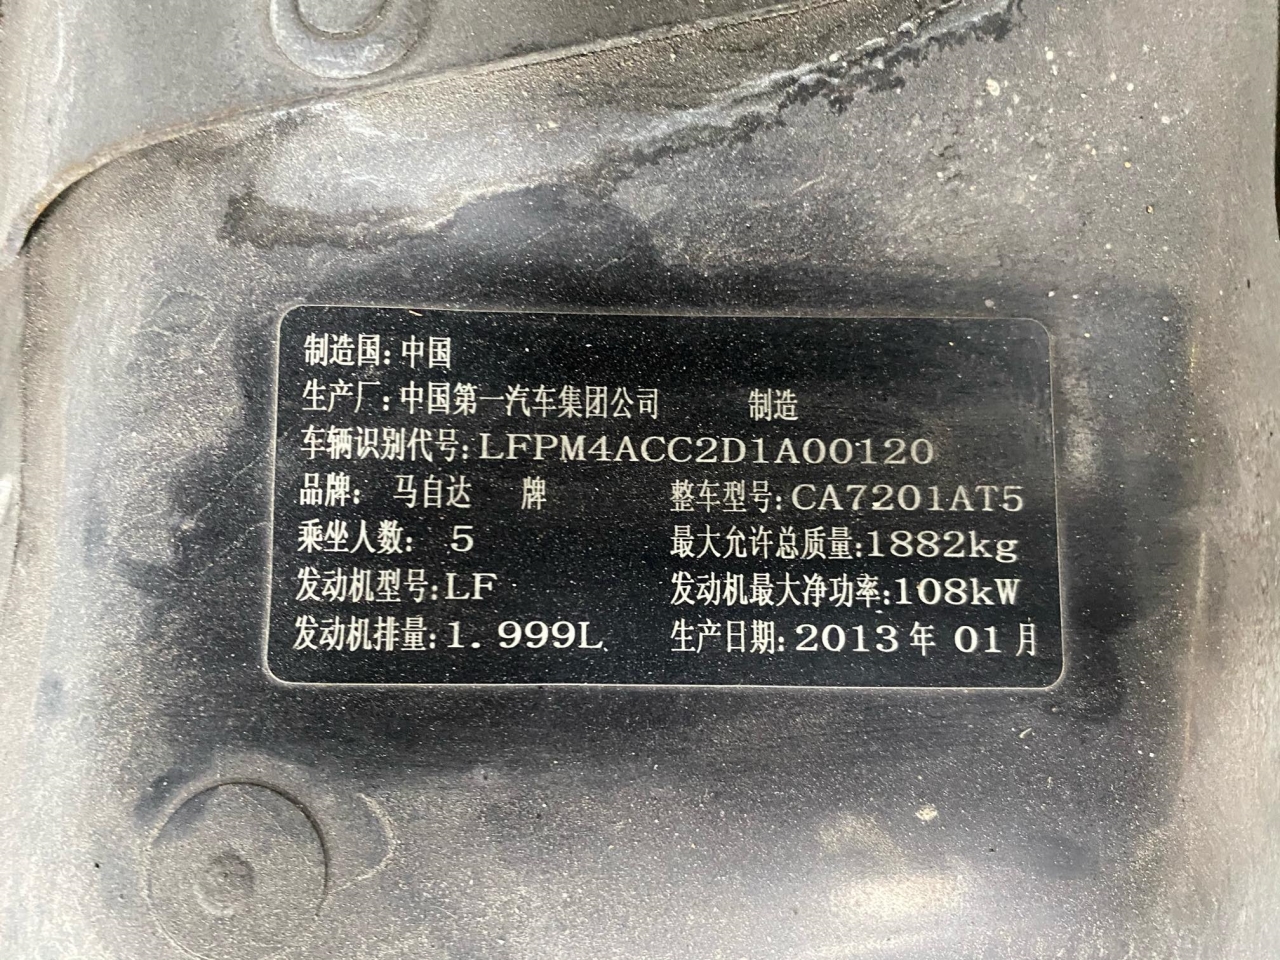 制造国:中国
生产厂:中国第一汽车集团公司 制造
车辆识别代号:LFPM4ACC2D1A00120
品牌: 马自达 牌 整车型号:CA7201AT5
乘坐人数: 5 最大允许总质量:1882kg
发动机型号:LF 发动机最大净功率:108kW
发动机排量:1. 999L 生产日期:2013年 01月